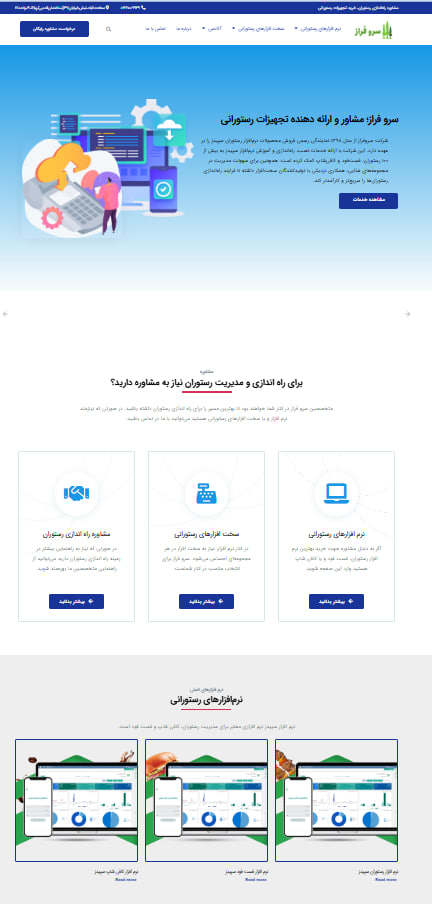 مشاوره راه‌اندازی رستوران، خرید تجهیزات رستورانی
سرو فراز
نرم افزارهای رستورانی
سخت افزارهای رستورانی
آکادمی
درباره ما
تماس با ما
درخواست مشاوره رایگان
سرو فراز؛ مشاور و ارائه دهنده تجهیزات رستورانی
شرکت سروفراز از سال ۱۳۹۸ نمایندگی رسمی فروش محصولات نرم‌افزار رستوران سپیدز را بر
عهده دارد. این شرکت با ارائه خدمات نصب، راه‌اندازی و آموزش نرم‌افزار سپیدز به بیش از
۱۰۰ رستوران، فست‌فود و کافی‌شاپ کمک کرده است. همچنین برای سهولت مدیریت در
مجموعه‌های غذایی، همکاری نزدیکی با تولیدکنندگان سخت‌افزار داشته تا فرایند راه‌اندازی
رستوران‌ها را سریع‌تر و کارآمدتر کند.
مشاهده خدمات
مشاوره
برای راه اندازی و مدیریت رستوران نیاز به مشاوره دارید؟
متخصصین سرو فراز در کنار شما خواهند بود تا بهترین مسیر را برای راه اندازی رستوران داشته باشید. در صورتی که نیازمند
نرم افزار و یا سخت افزارهای رستورانی هستید می‌توانید با ما در تماس باشید.
نرم افزارهای رستورانی
اگر به دنبال مشاوره جهت خرید بهترین نرم
افزار رستوران، فست فود و یا کافی شاپ
هستید وارد این صفحه شوید.
بیشتر بدانید
سخت افزارهای رستورانی
در کنار نرم افزار، نیاز به سخت افزار در هر
مجموعه‌ای احساس می‌شود. سرو فراز برای
انتخاب مناسب در کنار شماست.
بیشتر بدانید
مشاوره راه اندازی رستوران
در صورتی که نیاز به راهنمایی بیشتر در
زمینه راه اندازی رستوران دارید می‌توانید از
راهنمایی متخصصین ما بهره‌مند شوید.
بیشتر بدانید
نرم افزارهای اصلی
نرم‌افزارهای رستورانی
نرم افزار سپیدز نرم افزاری معتبر برای مدیریت رستوران، کافی شاپ و فست فود است.
نرم افزار رستوران سپیدز
Read more
نرم افزار فست فود سپیدز
Read more
نرم افزار کافی شاپ سپیدز
Read more